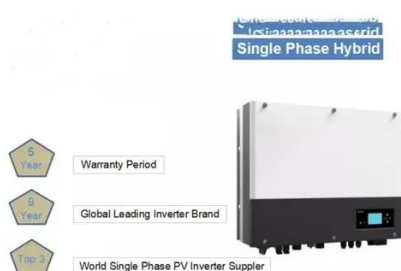 Single Phase Hybrid
5
Year
Warranty Period
9
Year
Global Leading Inverter Brand
Top 3
World Single Phase PV Inverter Suppler